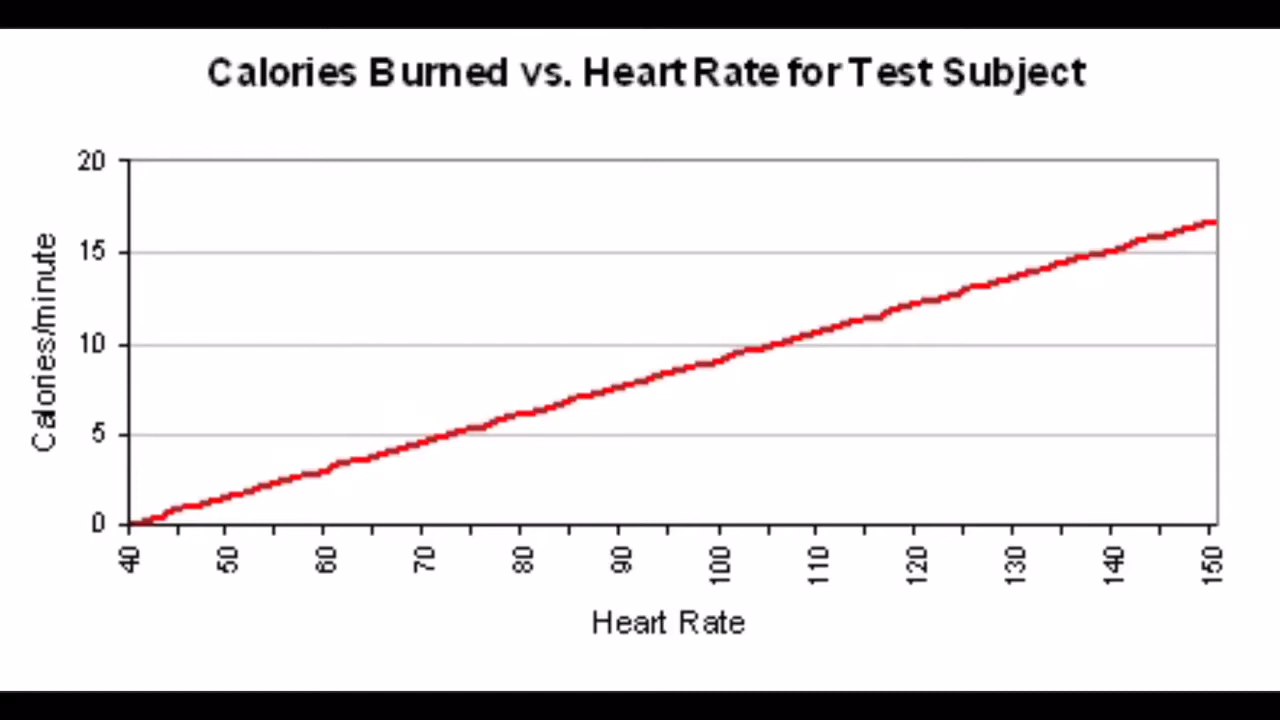 Calories Burned vs. Heart Rate for Test Subject
20
15
10
5
0
Calories/minute
40 50 60 70 80 90 100 110 120 130 140 150
Heart Rate